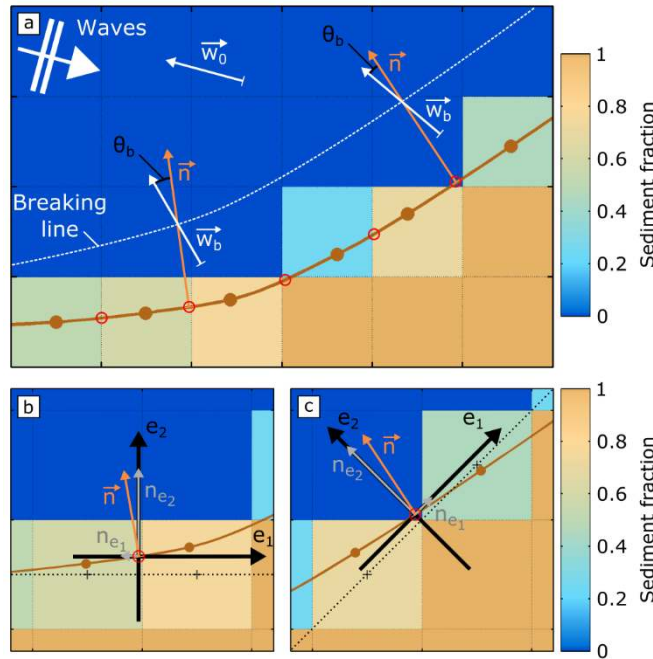 a
Waves
w₀
θb
n
wb
θb
n
wb
Breaking
line
1
0.8
0.6
0.4
0.2
0
Sediment fraction
b
e₂
n
ne₂
ne₁
e₁
c
e₂
n
e₁
ne₂
ne₁
1
0.8
0.6
0.4
0.2
0
Sediment fraction